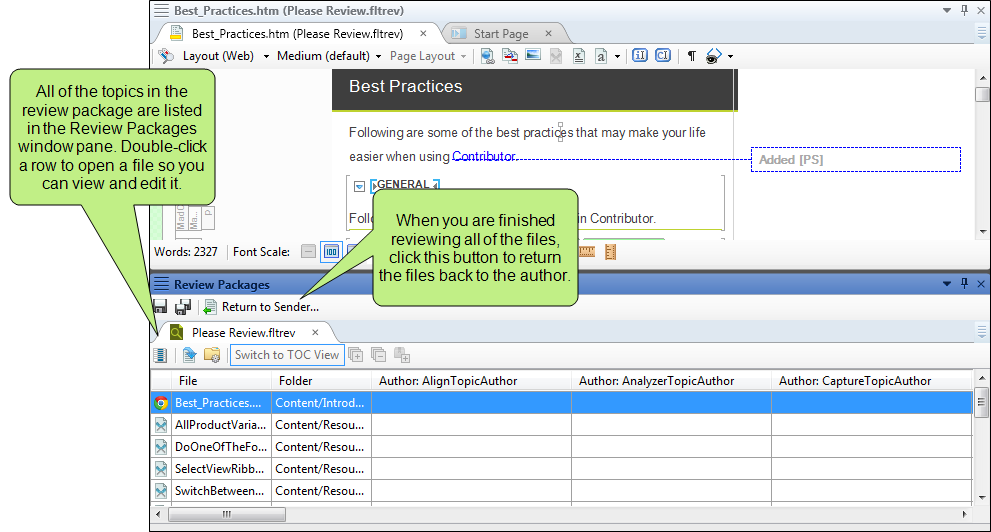 Best_Practices.htm (Please Review.fltrev)
Best_Practices.htm (Please Review.fltrev)
Start Page
Layout (Web)
Medium (default)
Page Layout
All of the topics in the
review package are listed
in the Review Packages
window pane. Double-click
a row to open a file so you
can view and edit it.
Best Practices
Following are some of the best practices that may make your life
easier when using Contributor.
Added [PS]
GENERAL
Follo
in Contributor.
MadC
Ma...
P
When you are finished
reviewing all of the files,
click this button to return
the files back to the author.
Words: 2327
Font Scale:
100
Review Packages
Return to Sender...
Please Review.fltrev
Switch to TOC View
File Folder Author: AlignTopicAuthor Author: AnalyzerTopicAuthor Author: CaptureTopicAuthor
Best_Practices.... Content/Introd...
AllProductVaria... Content/Resou...
DoOneOfTheFo... Content/Resou...
SelectViewRibb... Content/Resou...
SwitchBetween... Content/Resou...